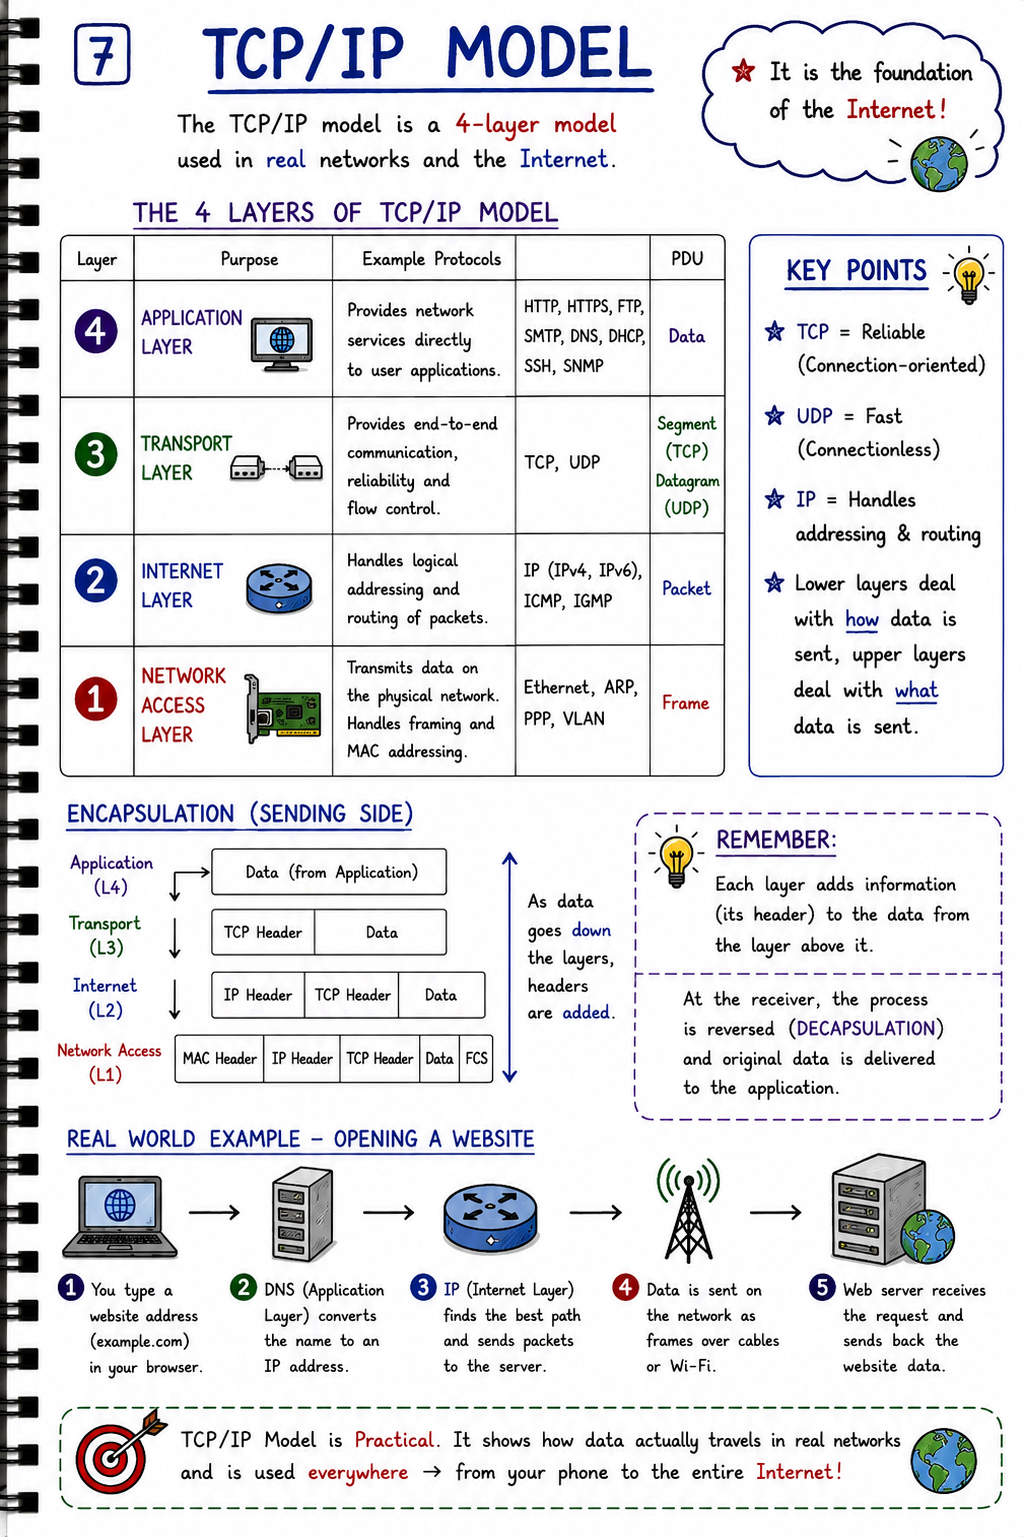 7
TCP/IP MODEL
The TCP/IP model is a 4-layer model
used in real networks and the Internet.
It is the foundation
of the Internet!
THE 4 LAYERS OF TCP/IP MODEL
Layer Purpose Example Protocols PDU
4
APPLICATION
LAYER
Provides network
services directly
to user applications.
HTTP, HTTPS, FTP,
SMTP, DNS, DHCP,
SSH, SNMP
Data
3
TRANSPORT
LAYER
Provides end-to-end
communication,
reliability and
flow control.
TCP, UDP
Segment
(TCP)
Datagram
(UDP)
2
INTERNET
LAYER
Handles logical
addressing and
routing of packets.
IP (IPv4, IPv6),
ICMP, IGMP
Packet
1
NETWORK
ACCESS
LAYER
Transmits data on
the physical network.
Handles framing and
MAC addressing.
Ethernet, ARP,
PPP, VLAN
Frame
KEY POINTS
TCP = Reliable
(Connection-oriented)
UDP = Fast
(Connectionless)
IP = Handles
addressing & routing
Lower layers deal
with how data is
sent, upper layers
deal with what
data is sent.
ENCAPSULATION (SENDING SIDE)
Application
(L4)
Data (from Application)
Transport
(L3)
TCP Header Data
Internet
(L2)
IP Header TCP Header Data
Network Access
(L1)
MAC Header IP Header TCP Header Data FCS
As data
goes down
the layers,
headers
are added.
REMEMBER:
Each layer adds information
(its header) to the data from
the layer above it.
At the receiver, the process
is reversed (DECAPSULATION)
and original data is delivered
to the application.
REAL WORLD EXAMPLE – OPENING A WEBSITE
1 You type a
website address
(example.com)
in your browser.
2 DNS (Application
Layer) converts
the name to an
IP address.
3 IP (Internet Layer)
finds the best path
and sends packets
to the server.
4 Data is sent on
the network as
frames over cables
or Wi-Fi.
5 Web server receives
the request and
sends back the
website data.
TCP/IP Model is Practical. It shows how data actually travels in real networks
and is used everywhere → from your phone to the entire Internet!